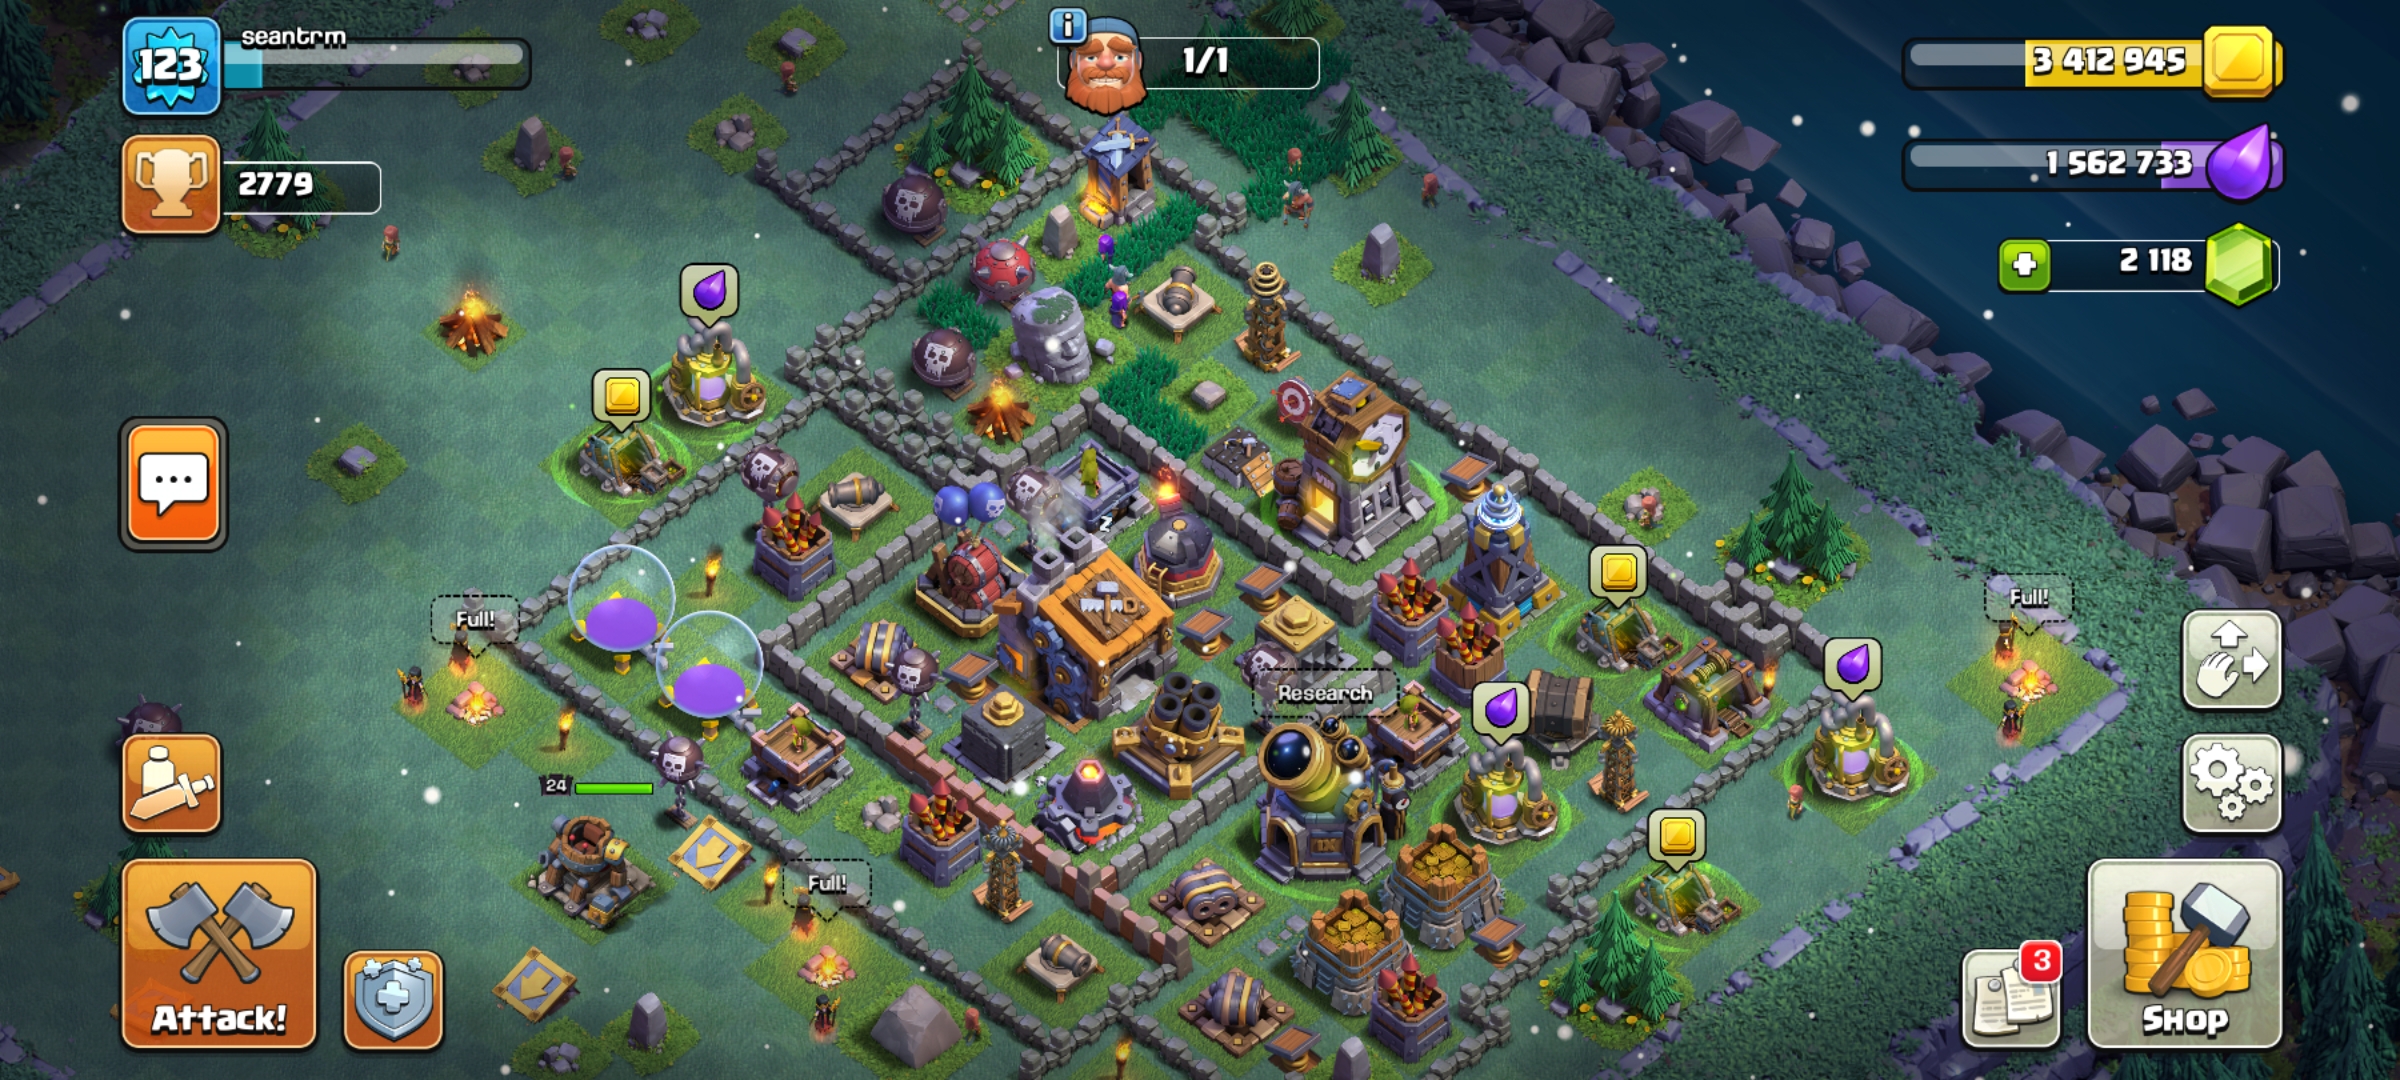 123
seantrm
1/1
3 412 945
2779
1 562 733
2 118
Full!
Full!
Research
24
Full!
3
Attack!
Shop